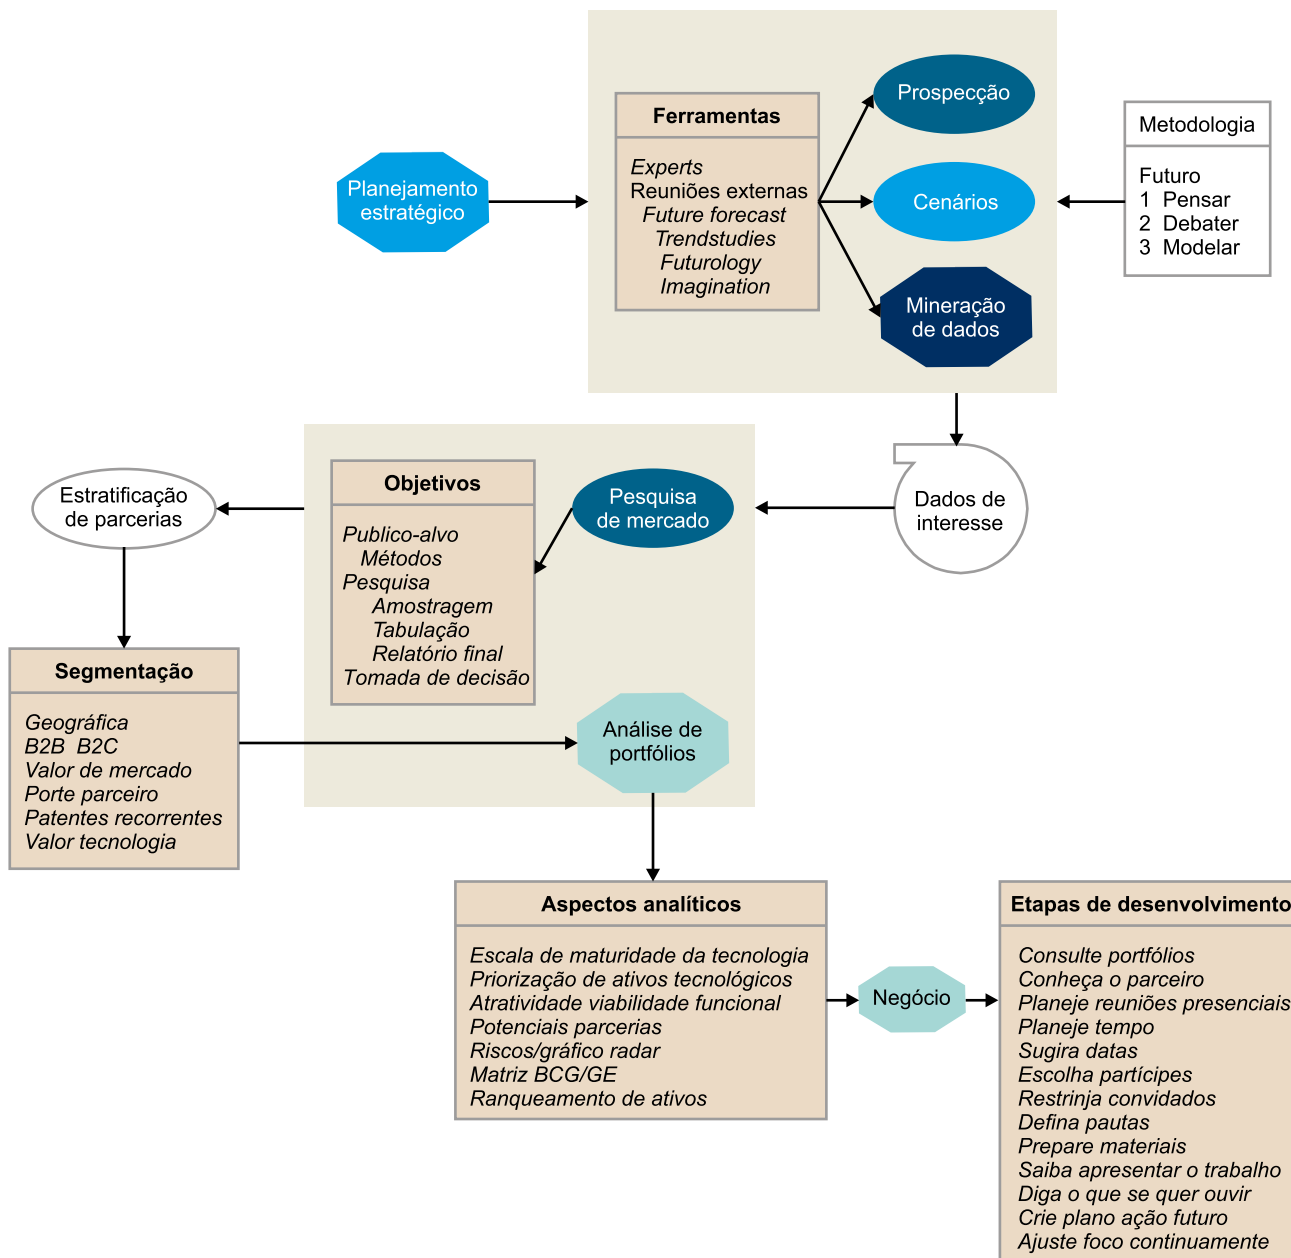 Planejamento
estratégico
Ferramentas
Experts
Reuniões externas
Future forecast
Trendstudies
Futurology
Imagination
Prospecção
Cenários
Mineração
de dados
Metodologia
Futuro
1 Pensar
2 Debater
3 Modelar
Dados de
interesse
Pesquisa
de mercado
Objetivos
Publico-alvo
Métodos
Pesquisa
Amostragem
Tabulação
Relatório final
Tomada de decisão
Estratificação
de parcerias
Segmentação
Geográfica
B2B B2C
Valor de mercado
Porte parceiro
Patentes recorrentes
Valor tecnologia
Análise de
portfólios
Aspectos analíticos
Escala de maturidade da tecnologia
Priorização de ativos tecnológicos
Atratividade viabilidade funcional
Potenciais parcerias
Riscos/gráfico radar
Matriz BCG/GE
Ranqueamento de ativos
Negócio
Etapas de desenvolvimento
Consulte portfólios
Conheça o parceiro
Planeje reuniões presenciais
Planeje tempo
Sugira datas
Escolha partícipes
Restrinja convidados
Defina pautas
Prepare materiais
Saiba apresentar o trabalho
Diga o que se quer ouvir
Crie plano ação futuro
Ajuste foco continuamente